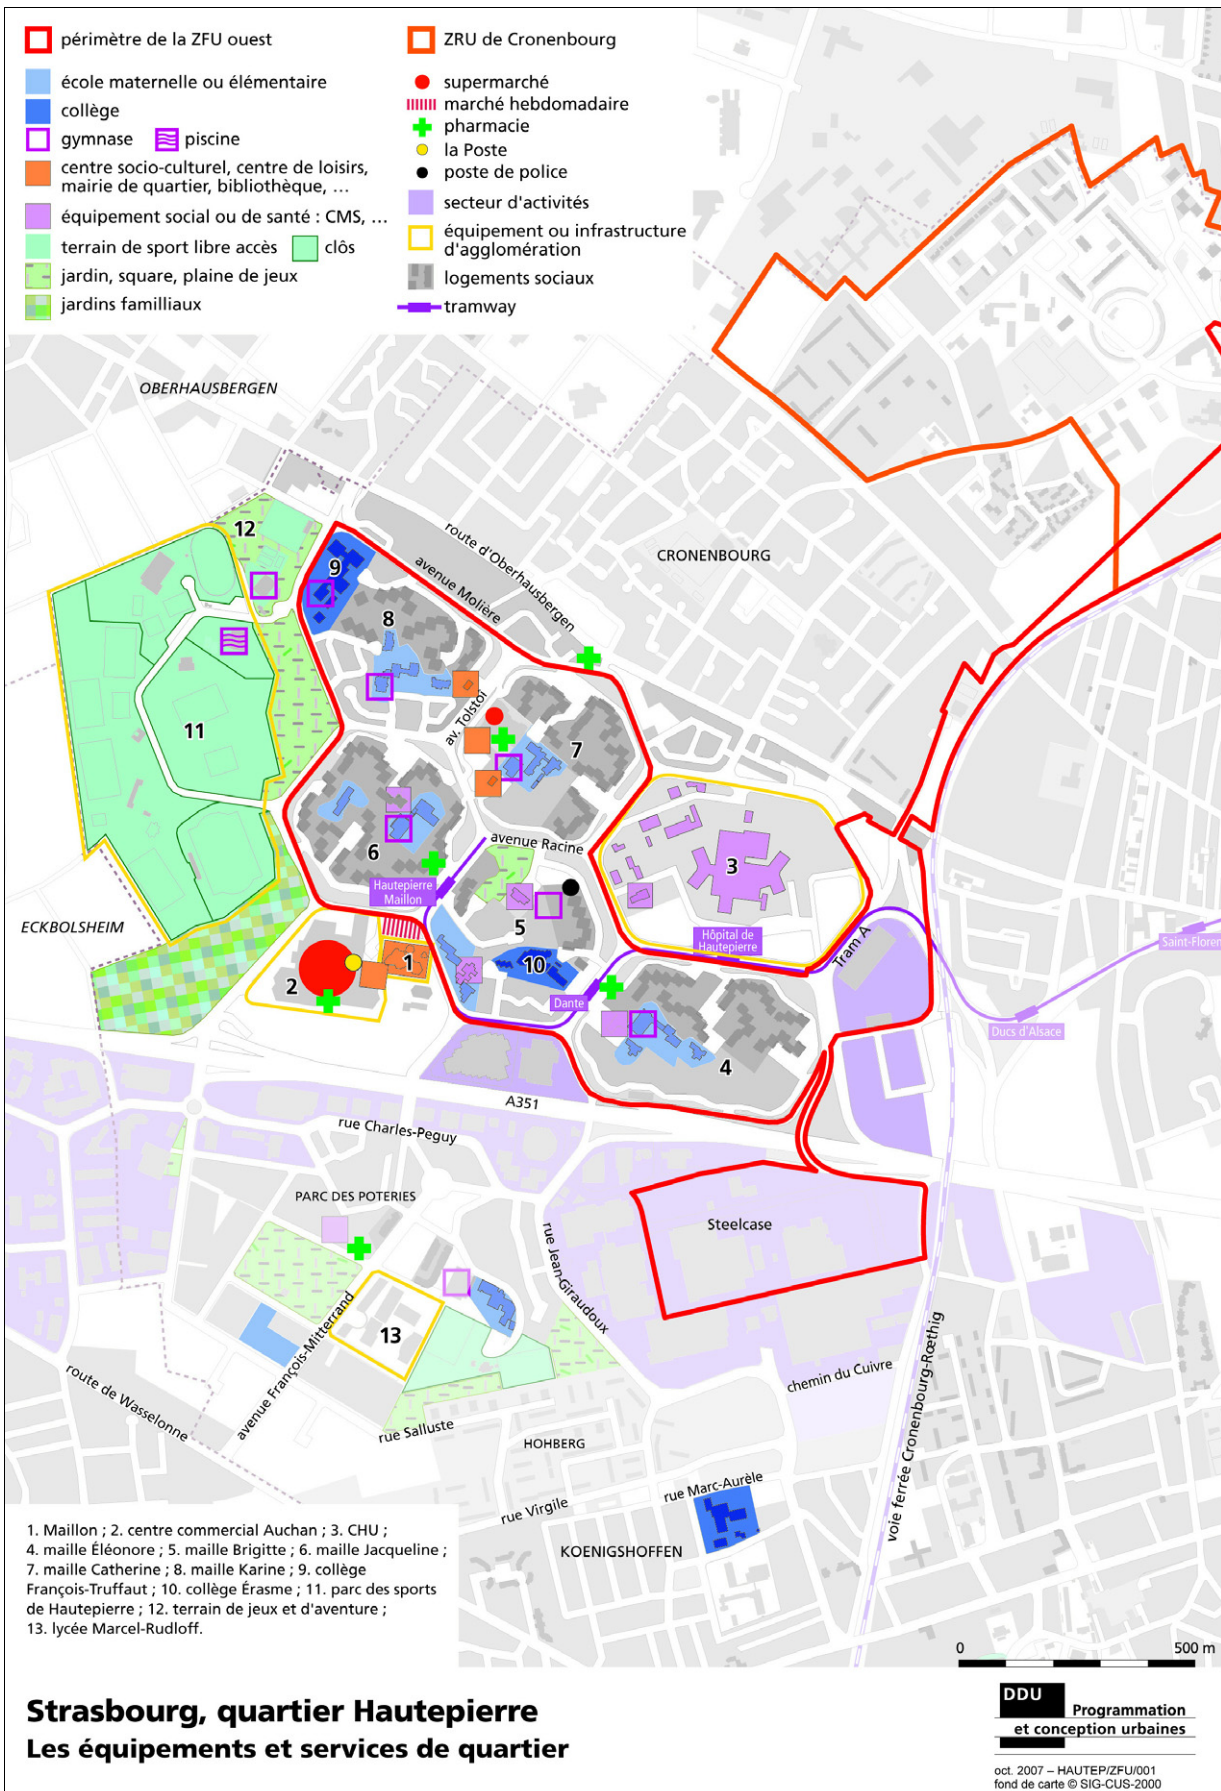 périmètre de la ZFU ouest
école maternelle ou élémentaire
collège
gymnase
piscine
centre socio-culturel, centre de loisirs,
mairie de quartier, bibliothèque, ...
équipement social ou de santé : CMS, ...
terrain de sport libre accès
clôs
jardin, square, plaine de jeux
jardins familliaux
ZRU de Cronenbourg
supermarché
marché hebdomadaire
pharmacie
la Poste
poste de police
secteur d'activités
équipement ou infrastructure
d'agglomération
logements sociaux
tramway
OBERHAUSBERGEN
12
route d'Oberhausbergen
CRONENBOURG
9
avenue Molière
8
av. Tolstoï
11
7
avenue Racine
6
3
Hautepierre
Maillon
ECKBOLSHEIM
5
Hôpital de
Hautepierre
Tram A
Saint-Floren
1
10
2
Dante
Ducs d'Alsace
4
A351
rue Charles-Peguy
PARC DES POTERIES
Steelcase
rue Jean-Giraudoux
13
avenue François-Mitterrand
route de Wasselonne
rue Salluste
chemin du Cuivre
voie ferrée Cronenbourg-Rœthig
HOHBERG
rue Marc-Aurèle
rue Virgile
KOENIGSHOFFEN
1. Maillon ; 2. centre commercial Auchan ; 3. CHU ;
4. maille Éléonore ; 5. maille Brigitte ; 6. maille Jacqueline ;
7. maille Catherine ; 8. maille Karine ; 9. collège
François-Truffaut ; 10. collège Érasme ; 11. parc des sports
de Hautepierre ; 12. terrain de jeux et d'aventure ;
13. lycée Marcel-Rudloff.
0 500 m
Strasbourg, quartier Hautepierre
Les équipements et services de quartier
DDU
Programmation
et conception urbaines
oct. 2007 – HAUTEP/ZFU/001
fond de carte © SIG-CUS-2000